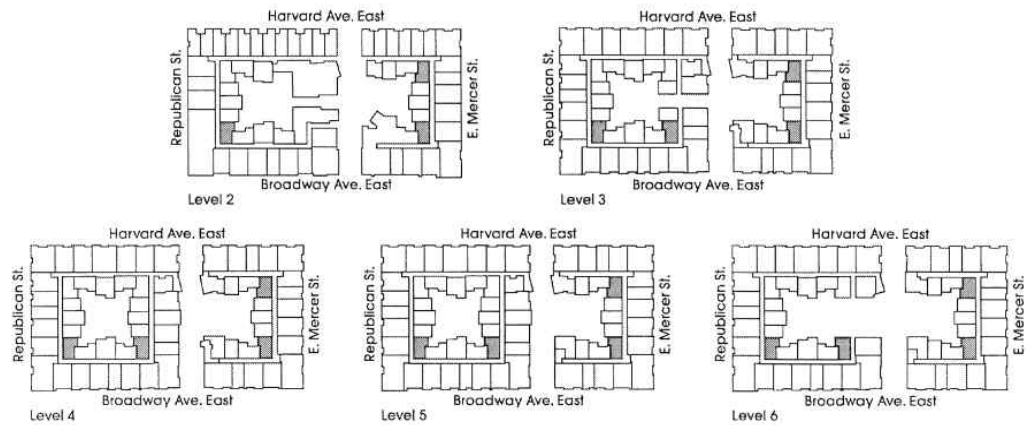 Harvard Ave. East
Republican St.
E. Mercer St.
Broadway Ave. East
Level 2
Harvard Ave. East
Republican St.
E. Mercer St.
Broadway Ave. East
Level 3
Harvard Ave. East
Republican St.
E. Mercer St.
Broadway Ave. East
Level 4
Harvard Ave. East
Republican St.
E. Mercer St.
Broadway Ave. East
Level 5
Harvard Ave. East
Republican St.
E. Mercer St.
Broadway Ave. East
Level 6